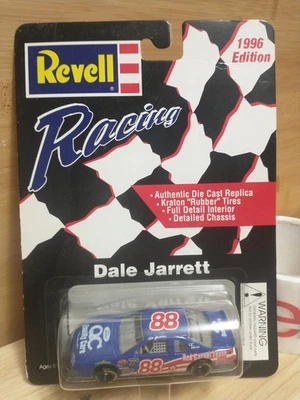 Revell
1996
Edition
Racing
• Authentic Die Cast Replica
• Kraton "Rubber" Tires
• Full Detail Interior
• Detailed Chassis
Dale Jarrett
WARNING
88
88